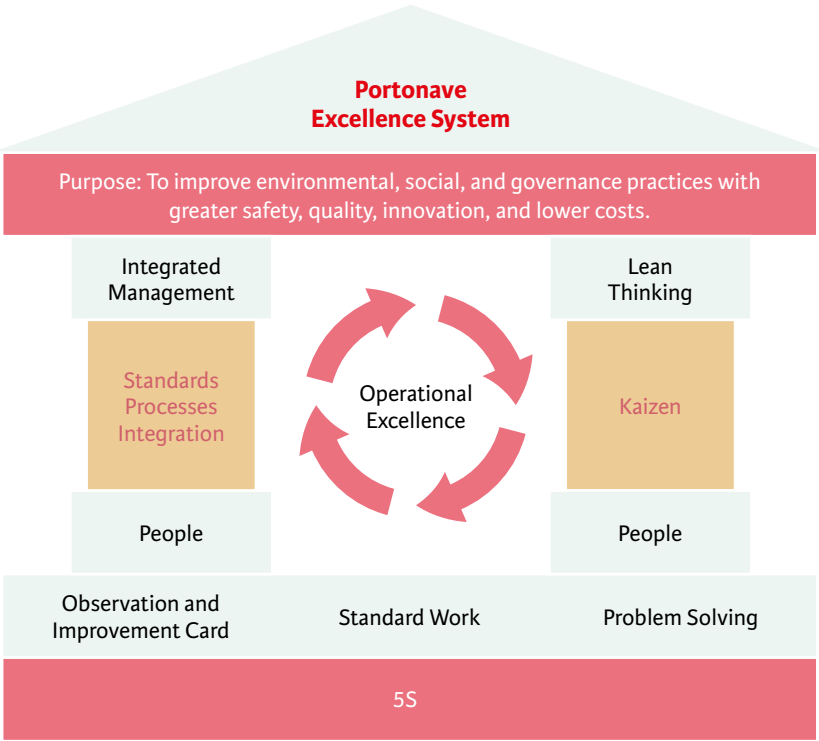 Portonave
Excellence System
Purpose: To improve environmental, social, and governance practices with
greater safety, quality, innovation, and lower costs.
Integrated
Management
Lean
Thinking
Standards
Processes
Integration
Operational
Excellence
Kaizen
People
People
Observation and
Improvement Card
Standard Work
Problem Solving
5S